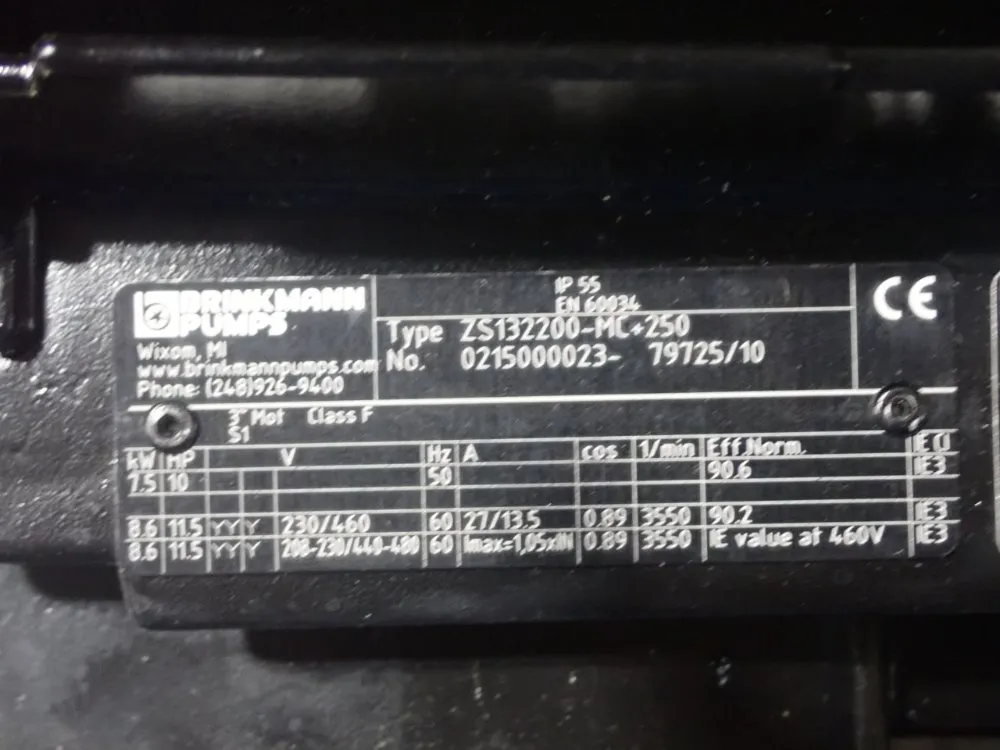 BRINKMANN
PUMPS
Wixom, MI
www.brinkmannpumps.com
Phone: (248)926-9400
IP 55
EN 60034
Type ZS132200-MC+250
No. 0215000023- 79725/10
CE
3~Mot Class F
S1
kW HP V Hz A cos 1/min Eff.Norm. IECI
7.5 10 50 90.6 IE3
8.6 11.5 YY Y 230/460 60 27/13.5 0.89 3550 90.2 IE3
8.6 11.5 YY Y 208-230/440-480 60 Imax=1,05xIN 0.89 3550 IE value at 460V IE3